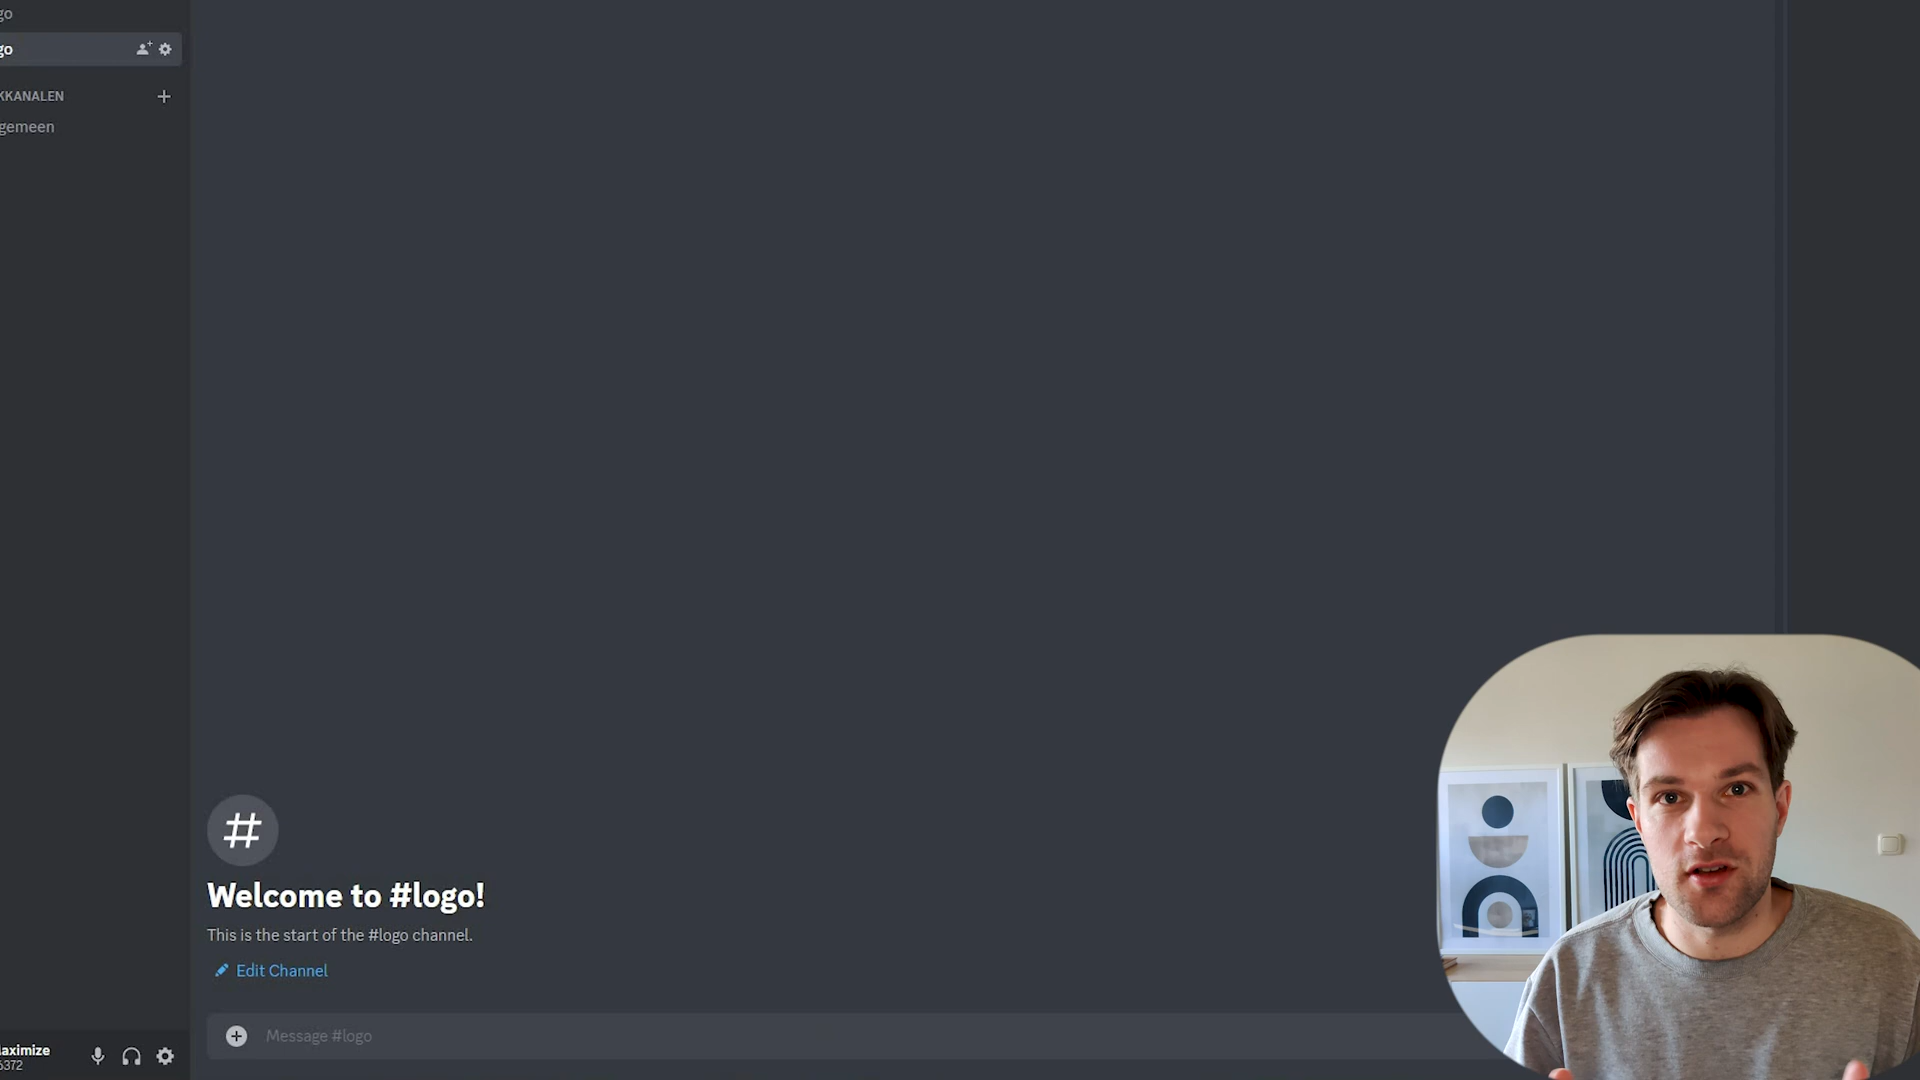 go
go
KKANALEN
gemeen
Welcome to #logo!
This is the start of the #logo channel.
Edit Channel
Message #logo
aximize
6372